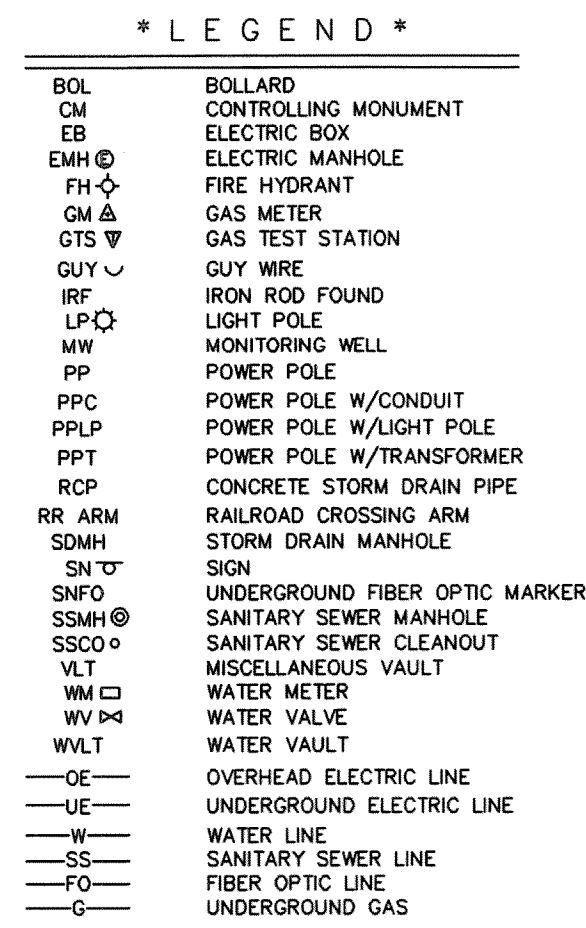 * L E G E N D *
BOL BOLLARD
CM CONTROLLING MONUMENT
EB ELECTRIC BOX
EMH E ELECTRIC MANHOLE
FH FIRE HYDRANT
GM GAS METER
GTS GAS TEST STATION
GUY GUY WIRE
IRF IRON ROD FOUND
LP LIGHT POLE
MW MONITORING WELL
PP POWER POLE
PPC POWER POLE W/CONDUIT
PPLP POWER POLE W/LIGHT POLE
PPT POWER POLE W/TRANSFORMER
RCP CONCRETE STORM DRAIN PIPE
RR ARM RAILROAD CROSSING ARM
SDMH STORM DRAIN MANHOLE
SN SIGN
SNFO UNDERGROUND FIBER OPTIC MARKER
SSMH SANITARY SEWER MANHOLE
SSCO SANITARY SEWER CLEANOUT
VLT MISCELLANEOUS VAULT
WM WATER METER
WV WATER VALVE
WVLT WATER VAULT
OE OVERHEAD ELECTRIC LINE
UE UNDERGROUND ELECTRIC LINE
W WATER LINE
SS SANITARY SEWER LINE
FO FIBER OPTIC LINE
G UNDERGROUND GAS